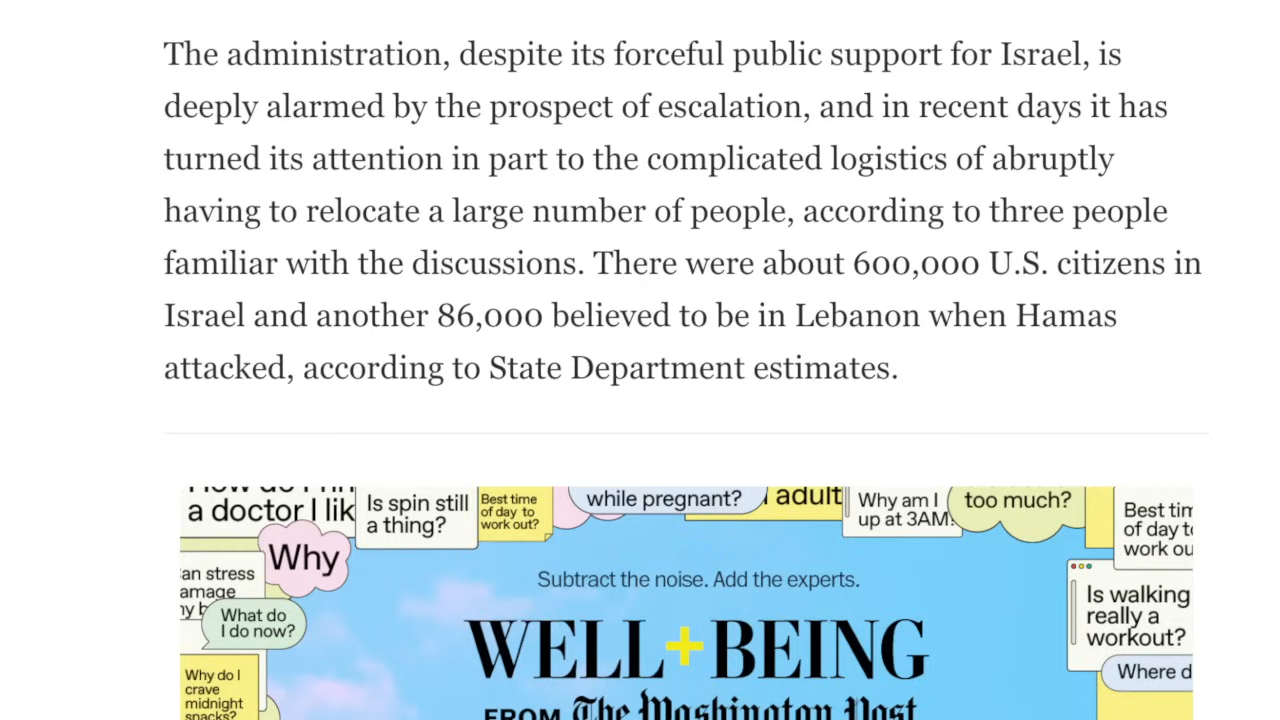 The administration, despite its forceful public support for Israel, is
deeply alarmed by the prospect of escalation, and in recent days it has
turned its attention in part to the complicated logistics of abruptly
having to relocate a large number of people, according to three people
familiar with the discussions. There were about 600,000 U.S. citizens in
Israel and another 86,000 believed to be in Lebanon when Hamas
attacked, according to State Department estimates.
a doctor I lik
Is spin still
a thing?
Best time
of day to
work out?
while pregnant?
adult
Why am I
up at 3AM?
too much?
Best tim
of day to
work ou
Why
an stress
amage
What do
I do now?
Subtract the noise. Add the experts.
WELL+BEING
FROM The Washington Post
Is walking
really a
workout?
Where d
Why do I
crave
midnight
snacks?